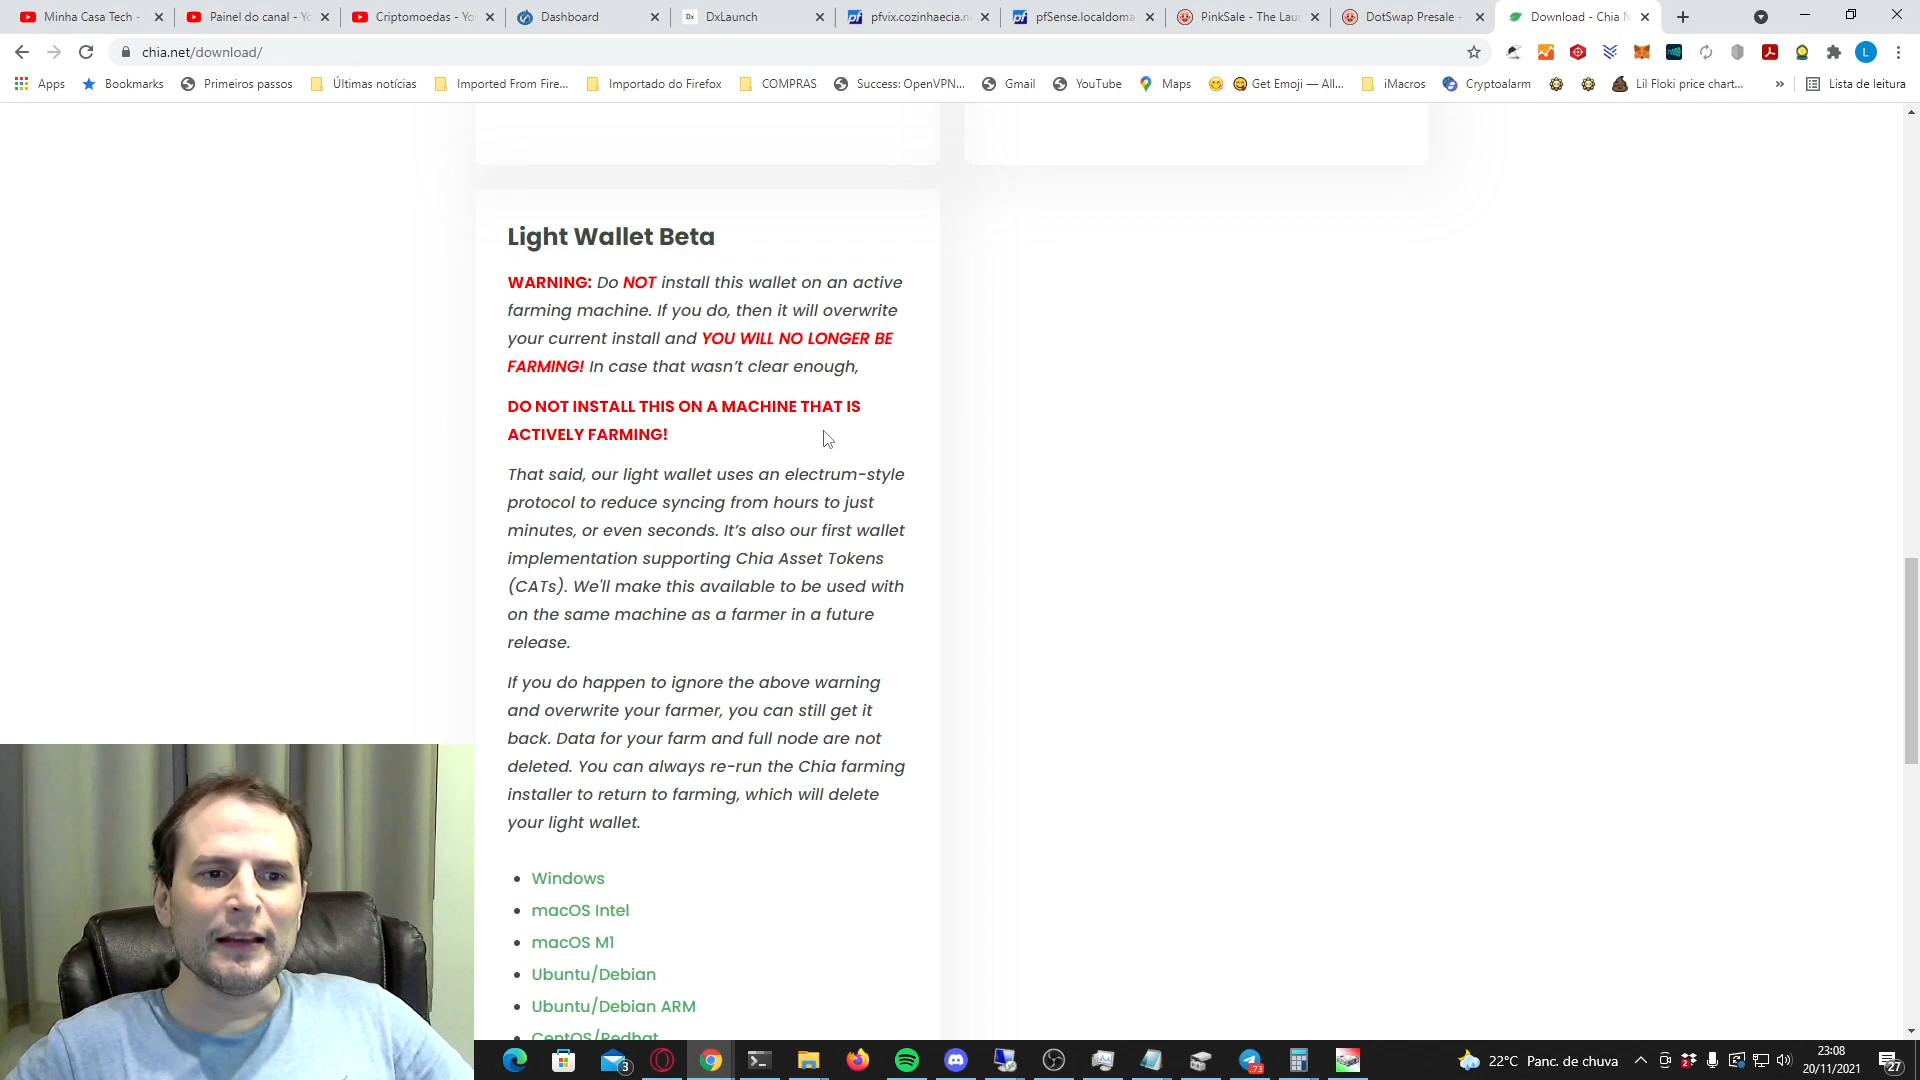 Minha Casa Tech -
Painel do canal - Yo
Criptomoedas - Yo
Dashboard
DxLaunch
pfvix.cozinhaecia.n
pfSense.localdoma
PinkSale - The Lau
DotSwap Presale -
Download - Chia N
chia.net/download/
L
Apps
Bookmarks
Primeiros passos
Últimas notícias
Imported From Fire...
Importado do Firefox
COMPRAS
Success: OpenVPN...
Gmail
YouTube
Maps
Get Emoji — All...
iMacros
Cryptoalarm
Lil Floki price chart...
»
Lista de leitura
Light Wallet Beta
WARNING: Do NOT install this wallet on an active
farming machine. If you do, then it will overwrite
your current install and YOU WILL NO LONGER BE
FARMING! In case that wasn’t clear enough,
DO NOT INSTALL THIS ON A MACHINE THAT IS
ACTIVELY FARMING!
That said, our light wallet uses an electrum-style
protocol to reduce syncing from hours to just
minutes, or even seconds. It’s also our first wallet
implementation supporting Chia Asset Tokens
(CATs). We'll make this available to be used with
on the same machine as a farmer in a future
release.
If you do happen to ignore the above warning
and overwrite your farmer, you can still get it
back. Data for your farm and full node are not
deleted. You can always re-run the Chia farming
installer to return to farming, which will delete
your light wallet.
• Windows
• macOS Intel
• macOS M1
• Ubuntu/Debian
• Ubuntu/Debian ARM
• CentOS/Redhat
3
73
22°C Panc. de chuva
23:08
20/11/2021
27